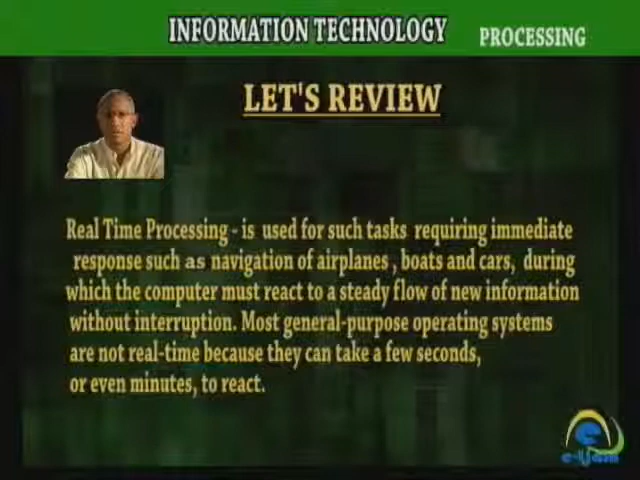 INFORMATION TECHNOLOGY PROCESSING
LET'S REVIEW
Real Time Processing - is used for such tasks requiring immediate
response such as navigation of airplanes , boats and cars, during
which the computer must react to a steady flow of new information
without interruption. Most general-purpose operating systems
are not real-time because they can take a few seconds,
or even minutes, to react.